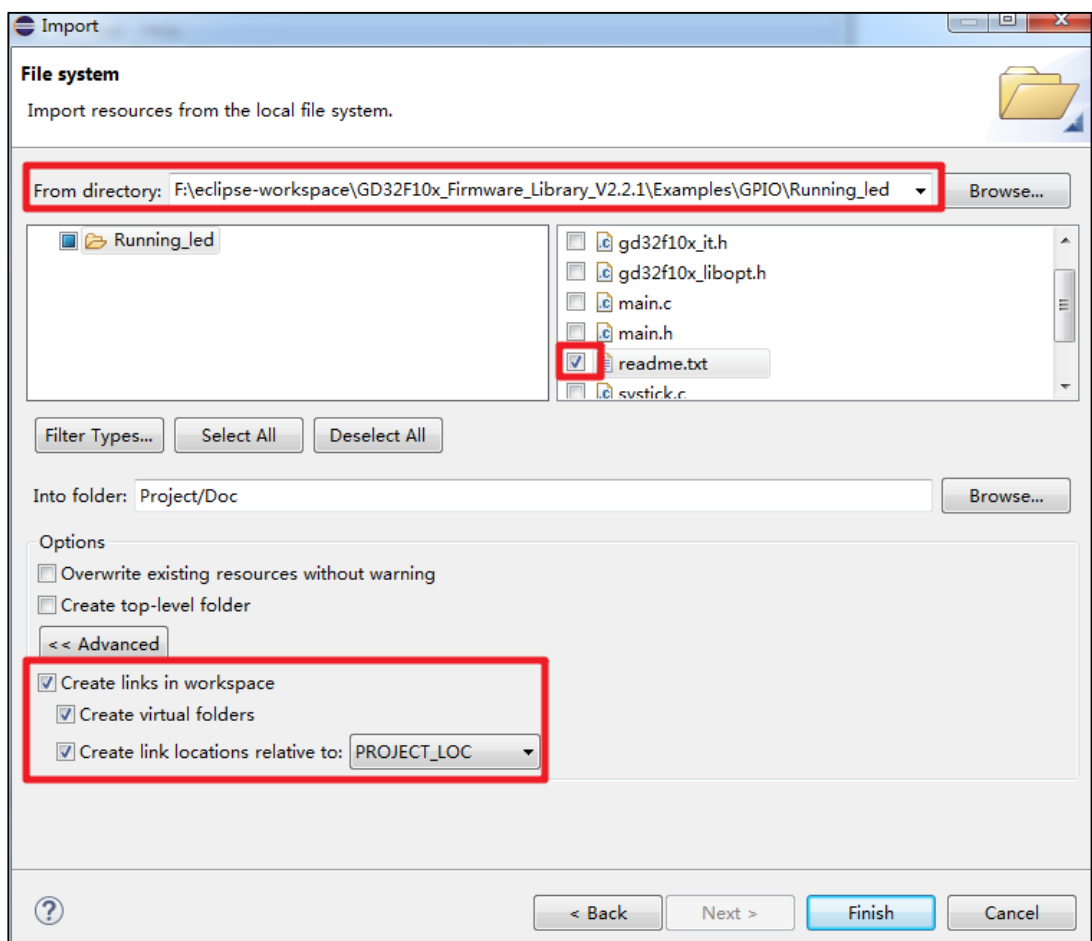 Import
File system
Import resources from the local file system.
From directory: F:\eclipse-workspace\GD32F10x_Firmware_Library_V2.2.1\Examples\GPIO\Running_led Browse...
Running_led
gd32f10x_it.h
gd32f10x_libopt.h
main.c
main.h
readme.txt
systick.c
Filter Types... Select All Deselect All
Into folder: Project/Doc Browse...
Options
Overwrite existing resources without warning
Create top-level folder
<< Advanced
Create links in workspace
Create virtual folders
Create link locations relative to: PROJECT_LOC
< Back Next > Finish Cancel